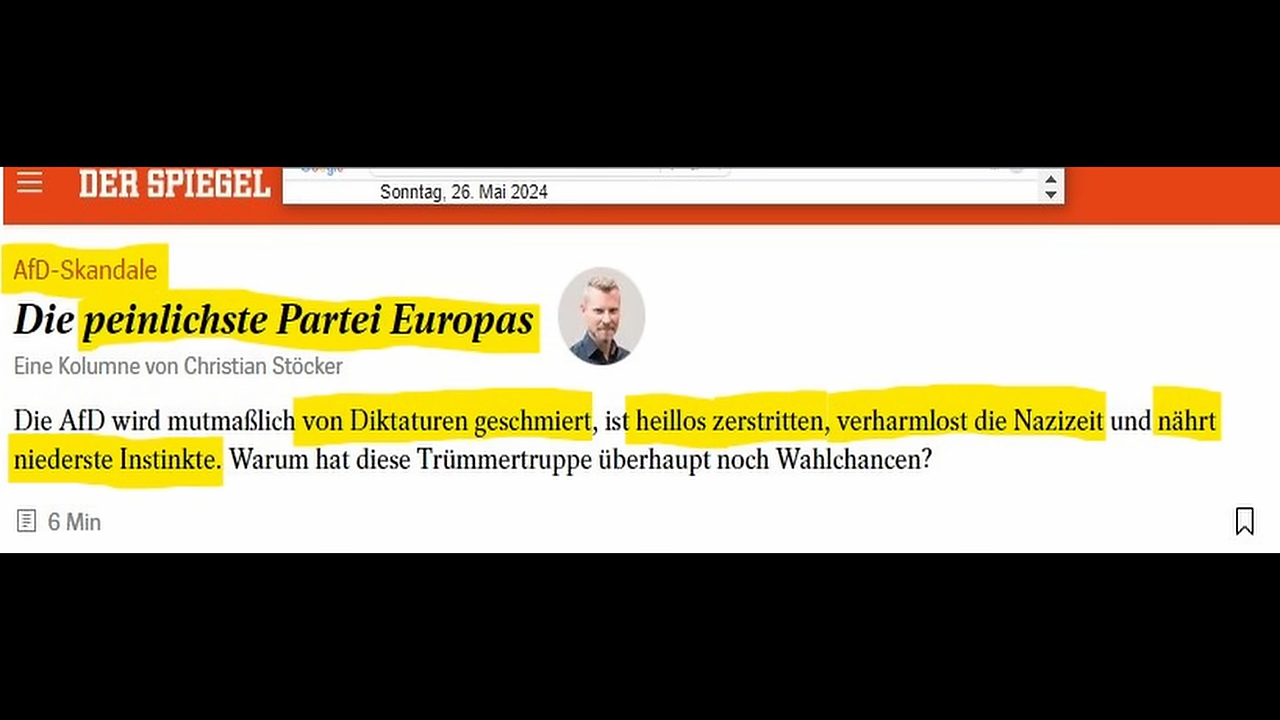 DER SPIEGEL
Sonntag, 26. Mai 2024
AfD-Skandale
Die peinlichste Partei Europas
Eine Kolumne von Christian Stöcker
Die AfD wird mutmaßlich von Diktaturen geschmiert, ist heillos zerstritten, verharmlost die Nazizeit und nährt
niederste Instinkte. Warum hat diese Trümmertruppe überhaupt noch Wahlchancen?
6 Min